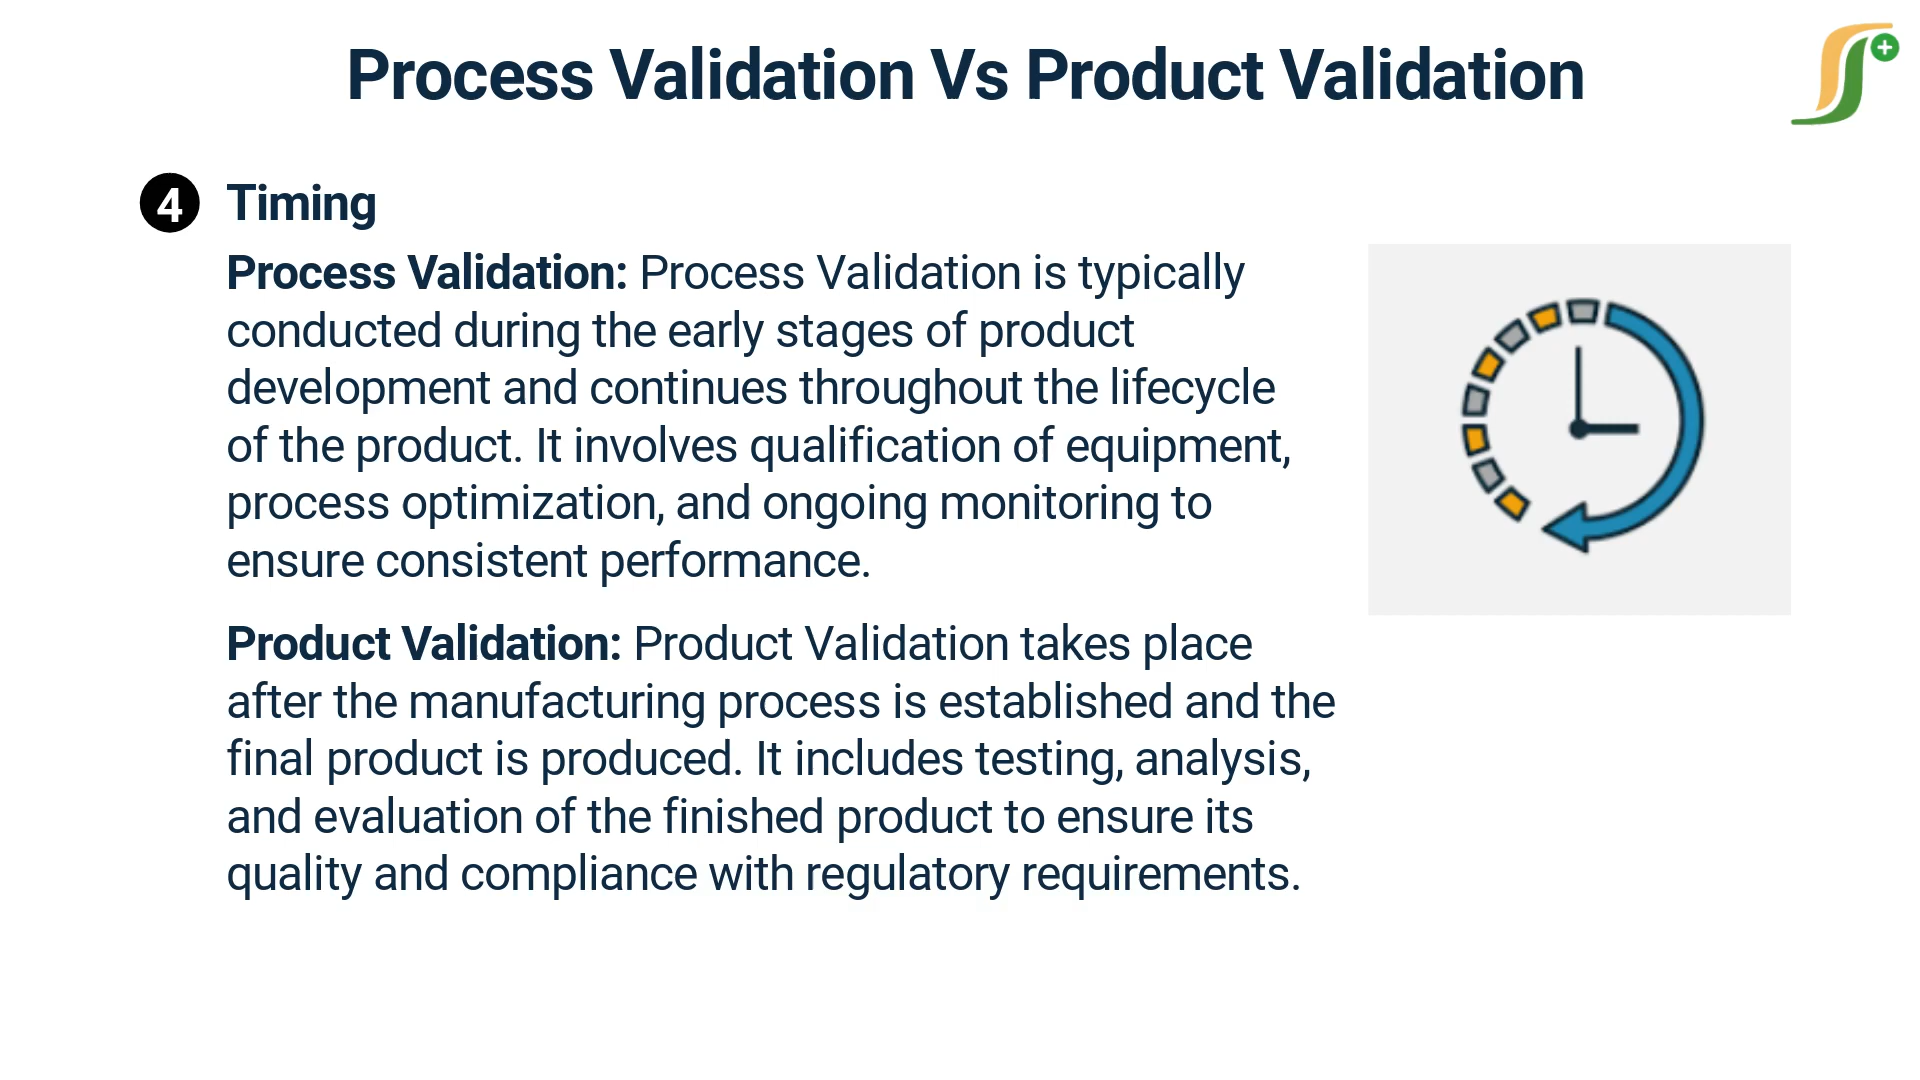 Process Validation Vs Product Validation
4 Timing
Process Validation: Process Validation is typically
conducted during the early stages of product
development and continues throughout the lifecycle
of the product. It involves qualification of equipment,
process optimization, and ongoing monitoring to
ensure consistent performance.
Product Validation: Product Validation takes place
after the manufacturing process is established and the
final product is produced. It includes testing, analysis,
and evaluation of the finished product to ensure its
quality and compliance with regulatory requirements.